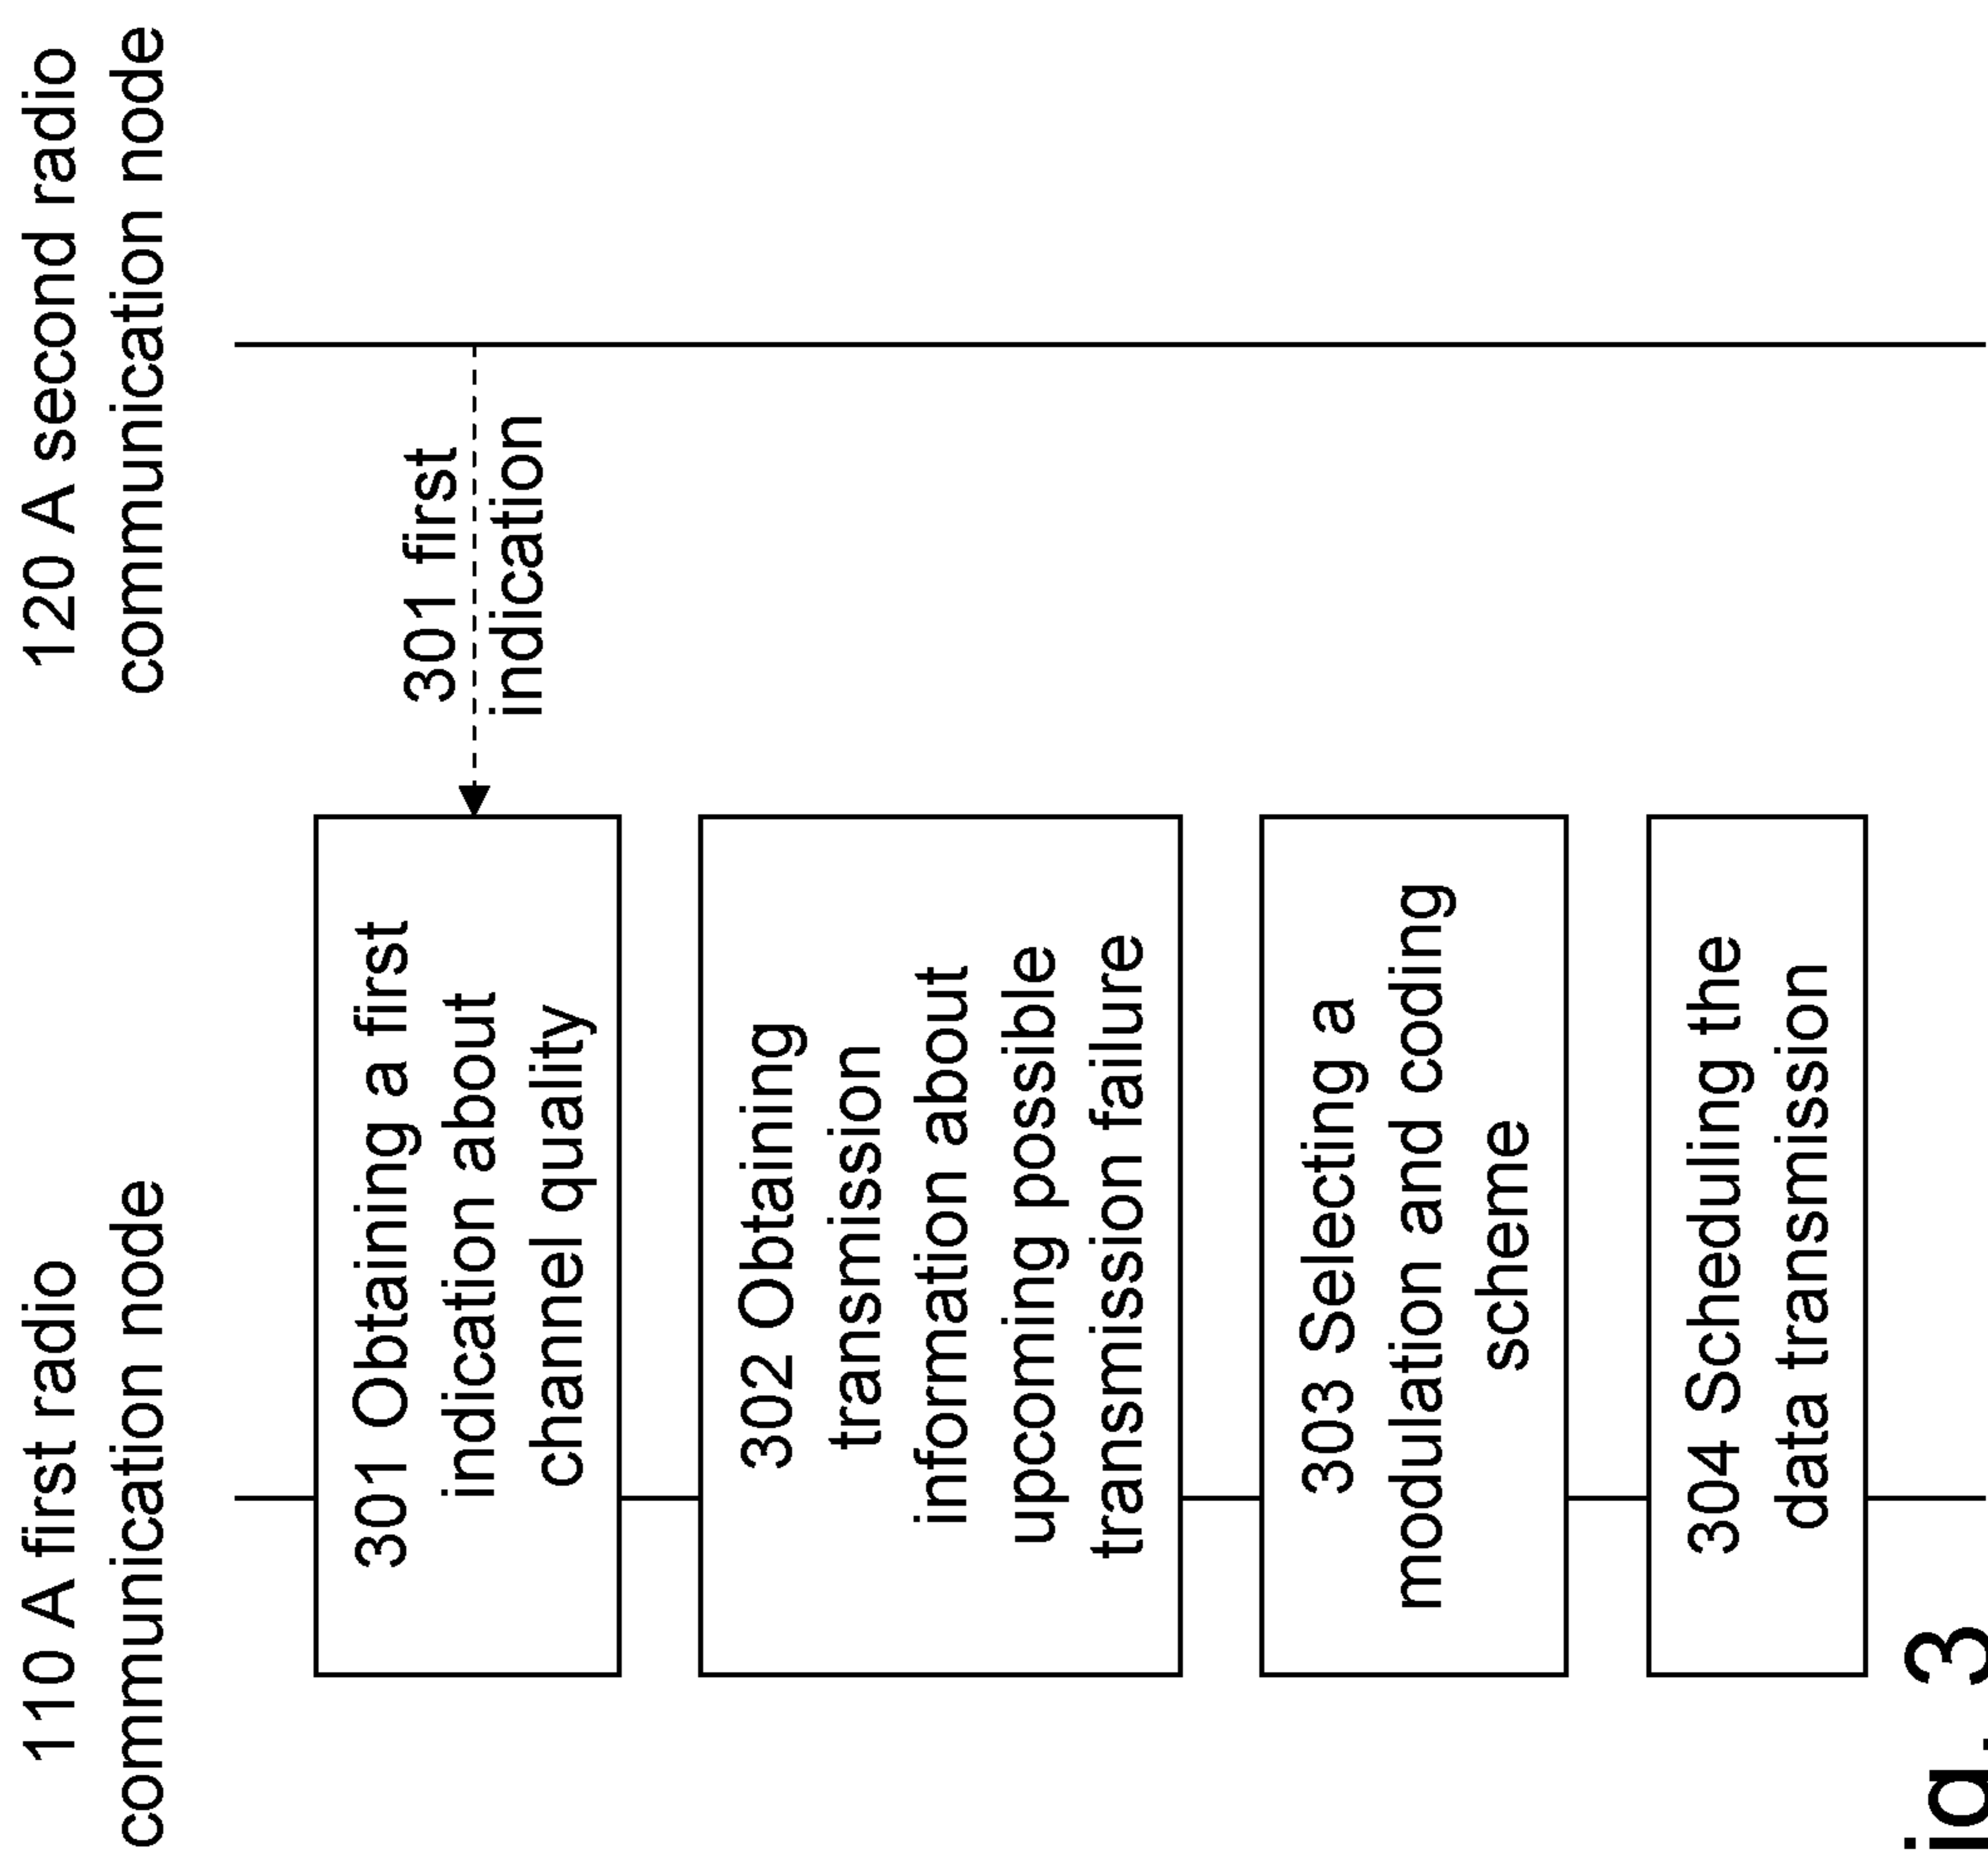 110 A first radio
communication node
120 A second radio
communication node
301 Obtaining a first
indication about
channel quality
301 first
indication
302 Obtaining
transmission
information about
upcoming possible
transmission failure
303 Selecting a
modulation and coding
scheme
304 Scheduling the
data transmission
ig. 3